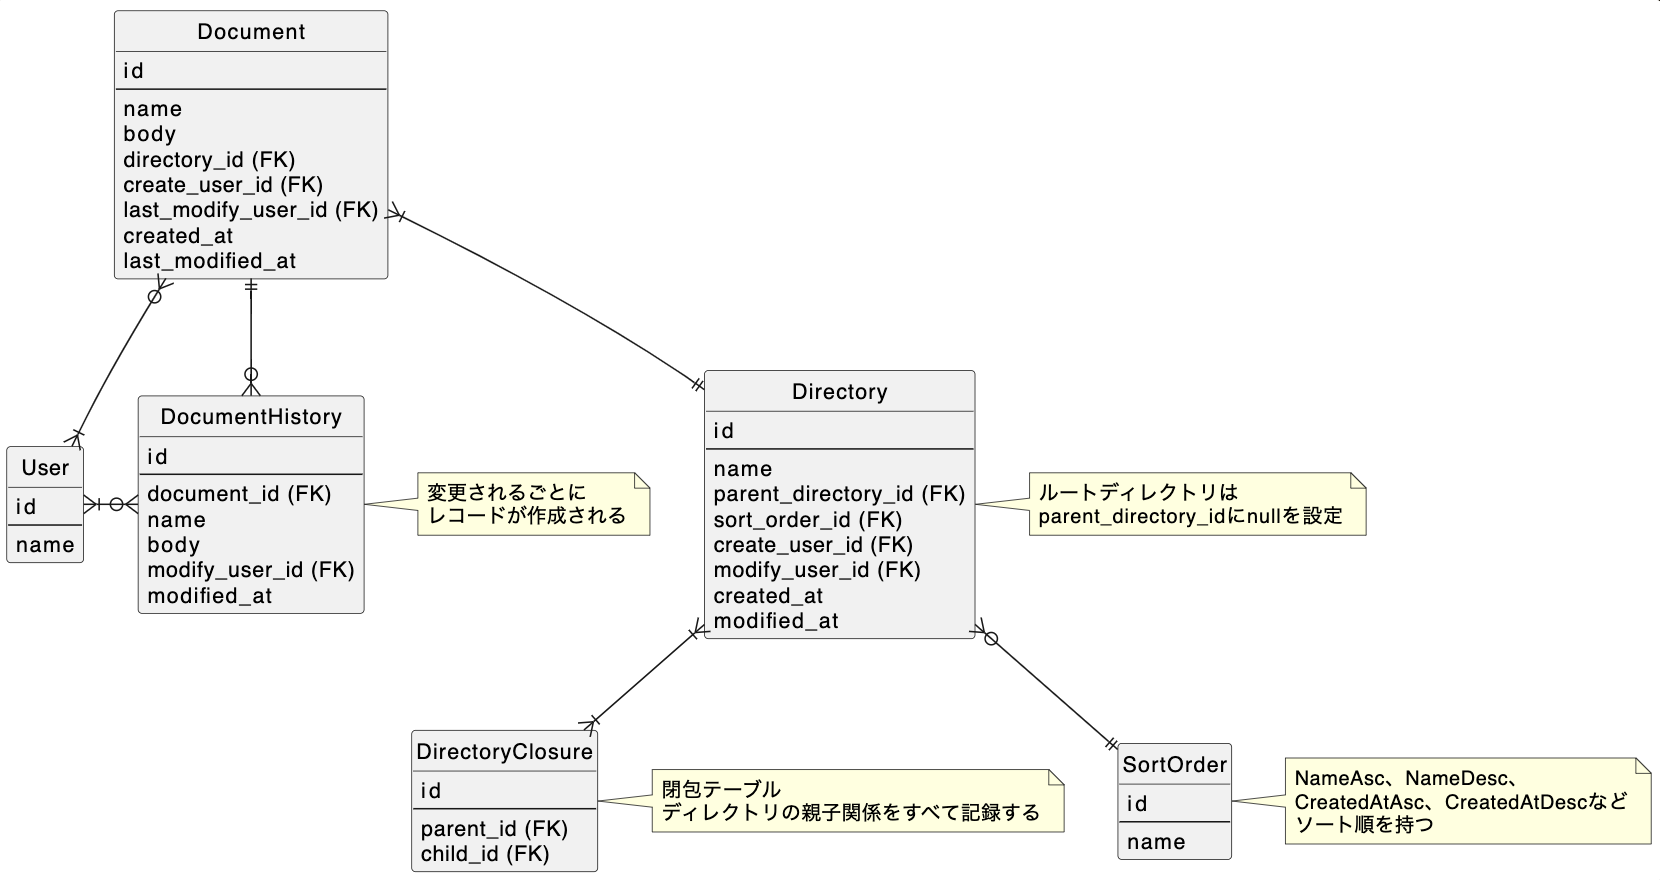 Document
id
name
body
directory_id (FK)
create_user_id (FK)
last_modify_user_id (FK)
created_at
last_modified_at
User
id
name
DocumentHistory
id
document_id (FK)
name
body
modify_user_id (FK)
modified_at
変更されるごとに
レコードが作成される
Directory
id
name
parent_directory_id (FK)
sort_order_id (FK)
create_user_id (FK)
modify_user_id (FK)
created_at
modified_at
ルートディレクトリは
parent_directory_idにnullを設定
DirectoryClosure
id
parent_id (FK)
child_id (FK)
閉包テーブル
ディレクトリの親子関係をすべて記録する
SortOrder
id
name
NameAsc、NameDesc、
CreatedAtAsc、CreatedAtDescなど
ソート順を持つ